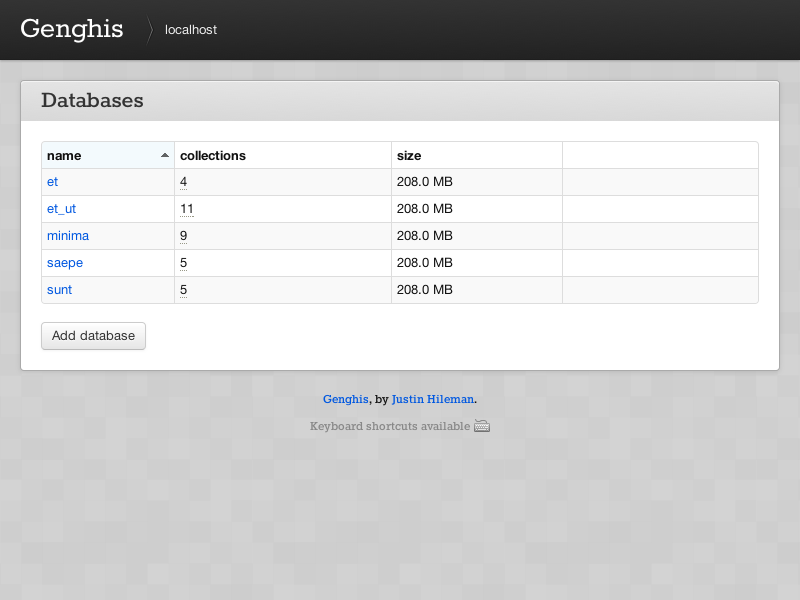 Genghis localhost
Databases
name collections size
et 4 208.0 MB
et_ut 11 208.0 MB
minima 9 208.0 MB
saepe 5 208.0 MB
sunt 5 208.0 MB
Add database
Genghis, by Justin Hileman.
Keyboard shortcuts available